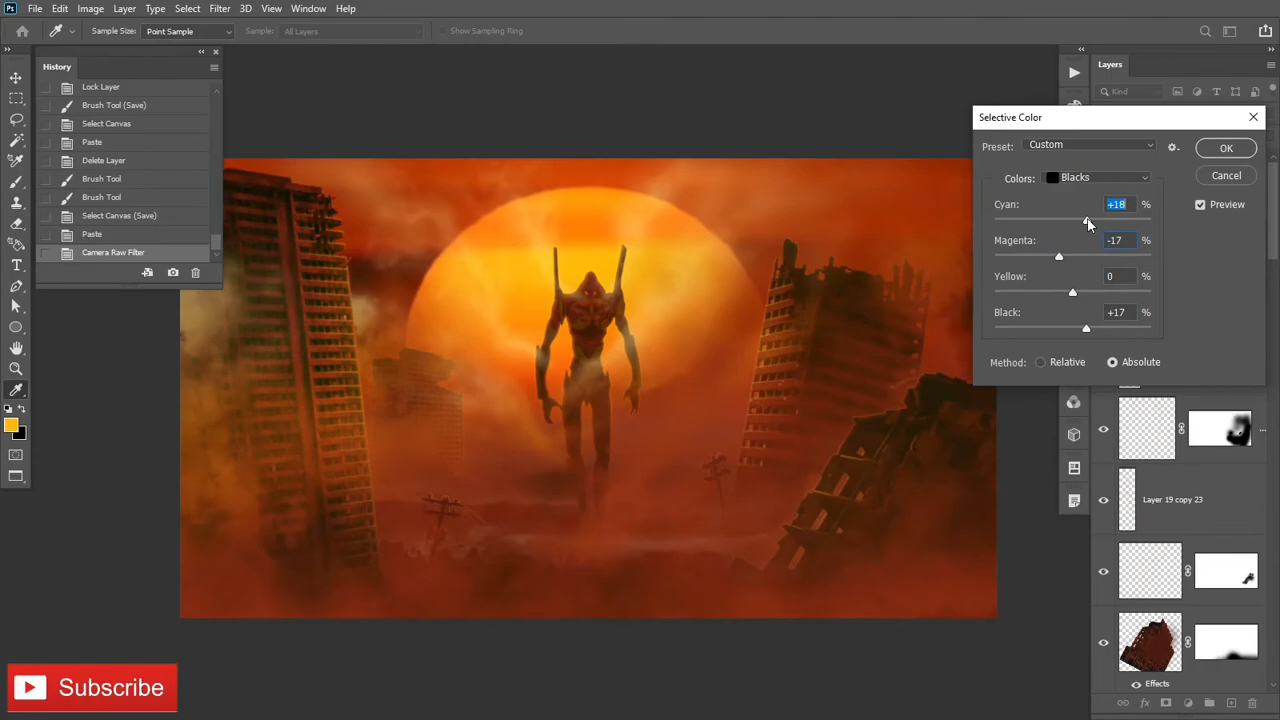 Ps File Edit Image Layer Type Select Filter 3D View Window Help
Sample Size: Point Sample Sample: All Layers Show Sampling Ring
History
Lock Layer
Brush Tool (Save)
Select Canvas
Paste
Delete Layer
Brush Tool
Brush Tool
Select Canvas (Save)
Paste
Camera Raw Filter
Layers
Kind
Selective Color
Preset: Custom
OK
Colors: Blacks
Cancel
Cyan: +18 %
Preview
Magenta: -17 %
Yellow: 0 %
Black: +17 %
Method: Relative Absolute
Layer 19 copy 23
Effects
fx
Subscribe